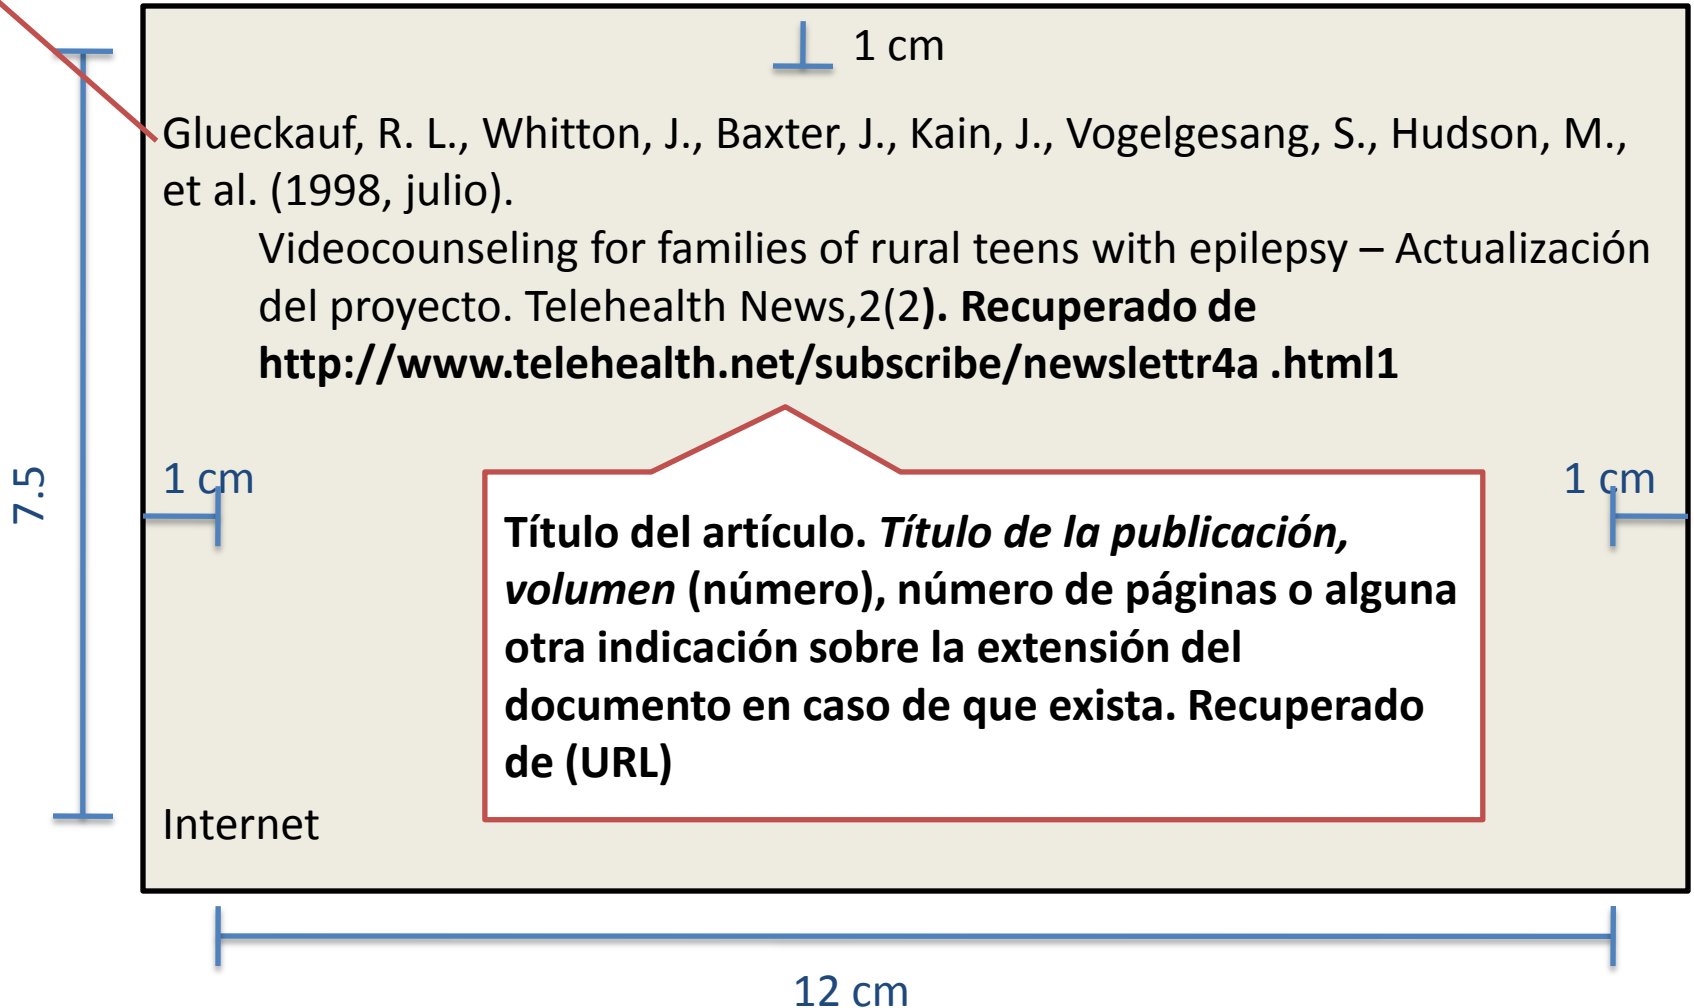 1 cm
Glueckauf, R. L., Whitton, J., Baxter, J., Kain, J., Vogelgesang, S., Hudson, M.,
et al. (1998, julio).
Videocounseling for families of rural teens with epilepsy – Actualización
del proyecto. Telehealth News,2(2). Recuperado de
http://www.telehealth.net/subscribe/newslettr4a .html1
7.5
1 cm
1 cm
Título del artículo. Título de la publicación,
volumen (número), número de páginas o alguna
otra indicación sobre la extensión del
documento en caso de que exista. Recuperado
de (URL)
Internet
12 cm